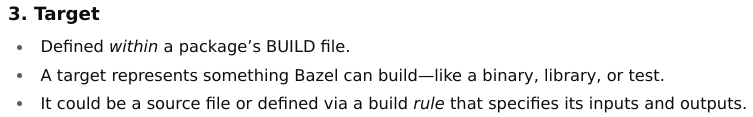 3. Target
• Defined within a package’s BUILD file.
• A target represents something Bazel can build—like a binary, library, or test.
• It could be a source file or defined via a build rule that specifies its inputs and outputs.